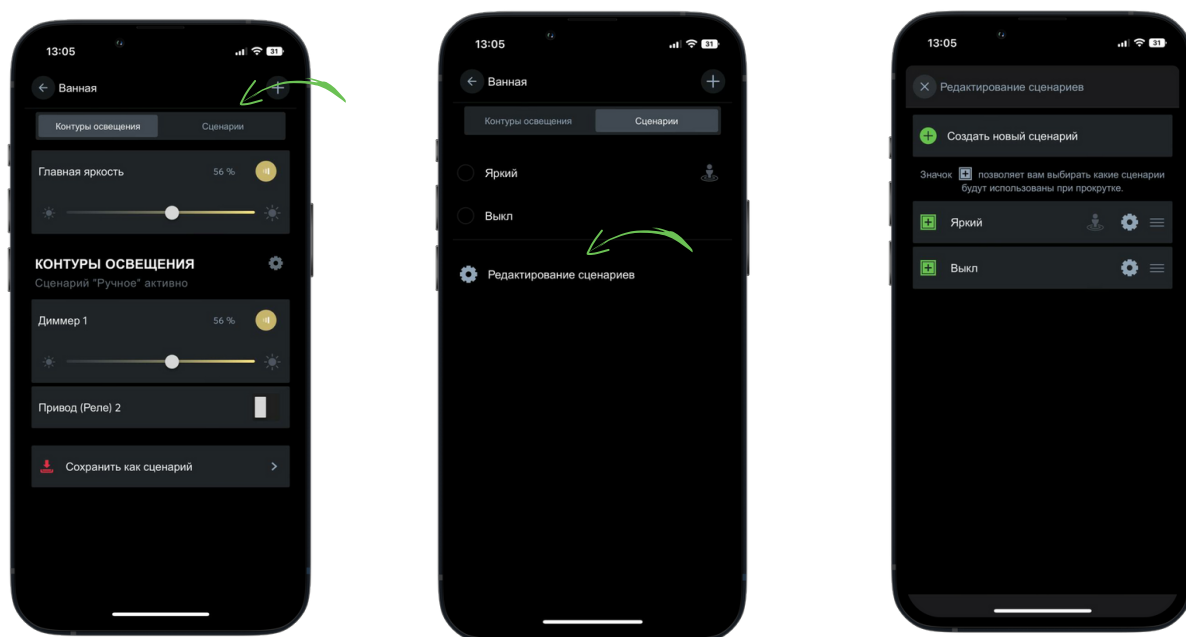 13:05
31
Ванная
Контуры освещения
Сценарии
Главная яркость
56 %
КОНТУРЫ ОСВЕЩЕНИЯ
Сценарий "Ручное" активно
Диммер 1
56 %
Привод (Реле) 2
Сохранить как сценарий
13:05
31
Ванная
Контуры освещения
Сценарии
Яркий
Выкл
Редактирование сценариев
13:05
31
Редактирование сценариев
Создать новый сценарий
Значок позволяет вам выбирать какие сценарии
будут использованы при прокрутке.
Яркий
Выкл